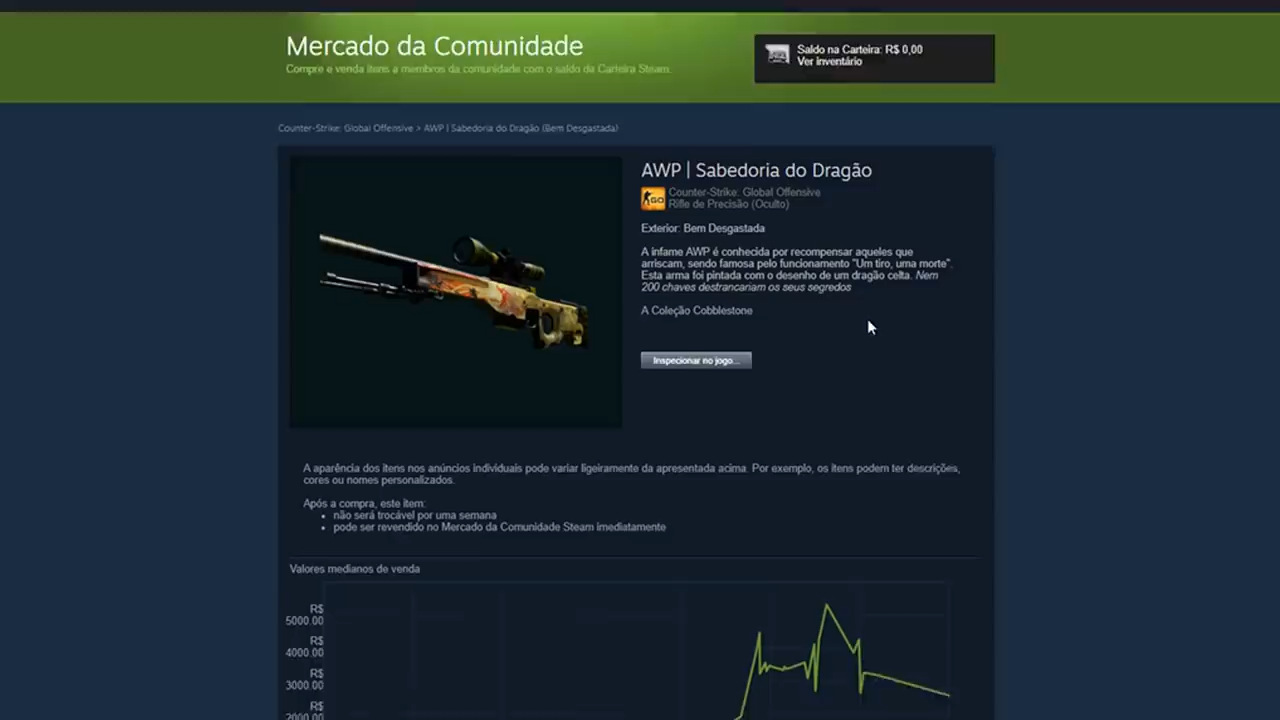 Mercado da Comunidade
Compre e venda itens a membros da comunidade com o saldo da Carteira Steam.
Saldo na Carteira: R$ 0,00
Ver inventário
Counter-Strike: Global Offensive > AWP | Sabedoria do Dragão (Bem Desgastada)
AWP | Sabedoria do Dragão
GO
Counter-Strike: Global Offensive
Rifle de Precisão (Oculto)
Exterior: Bem Desgastada
A infame AWP é conhecida por recompensar aqueles que
arriscam, sendo famosa pelo funcionamento "Um tiro, uma morte".
Esta arma foi pintada com o desenho de um dragão celta. Nem
200 chaves destrancariam os seus segredos
A Coleção Cobblestone
Inspecionar no jogo...
A aparência dos itens nos anúncios individuais pode variar ligeiramente da apresentada acima. Por exemplo, os itens podem ter descrições,
cores ou nomes personalizados.
Após a compra, este item:
• não será trocável por uma semana
• pode ser revendido no Mercado da Comunidade Steam imediatamente
Valores medianos de venda
R$
5000.00
R$
4000.00
R$
3000.00
R$
2000.00